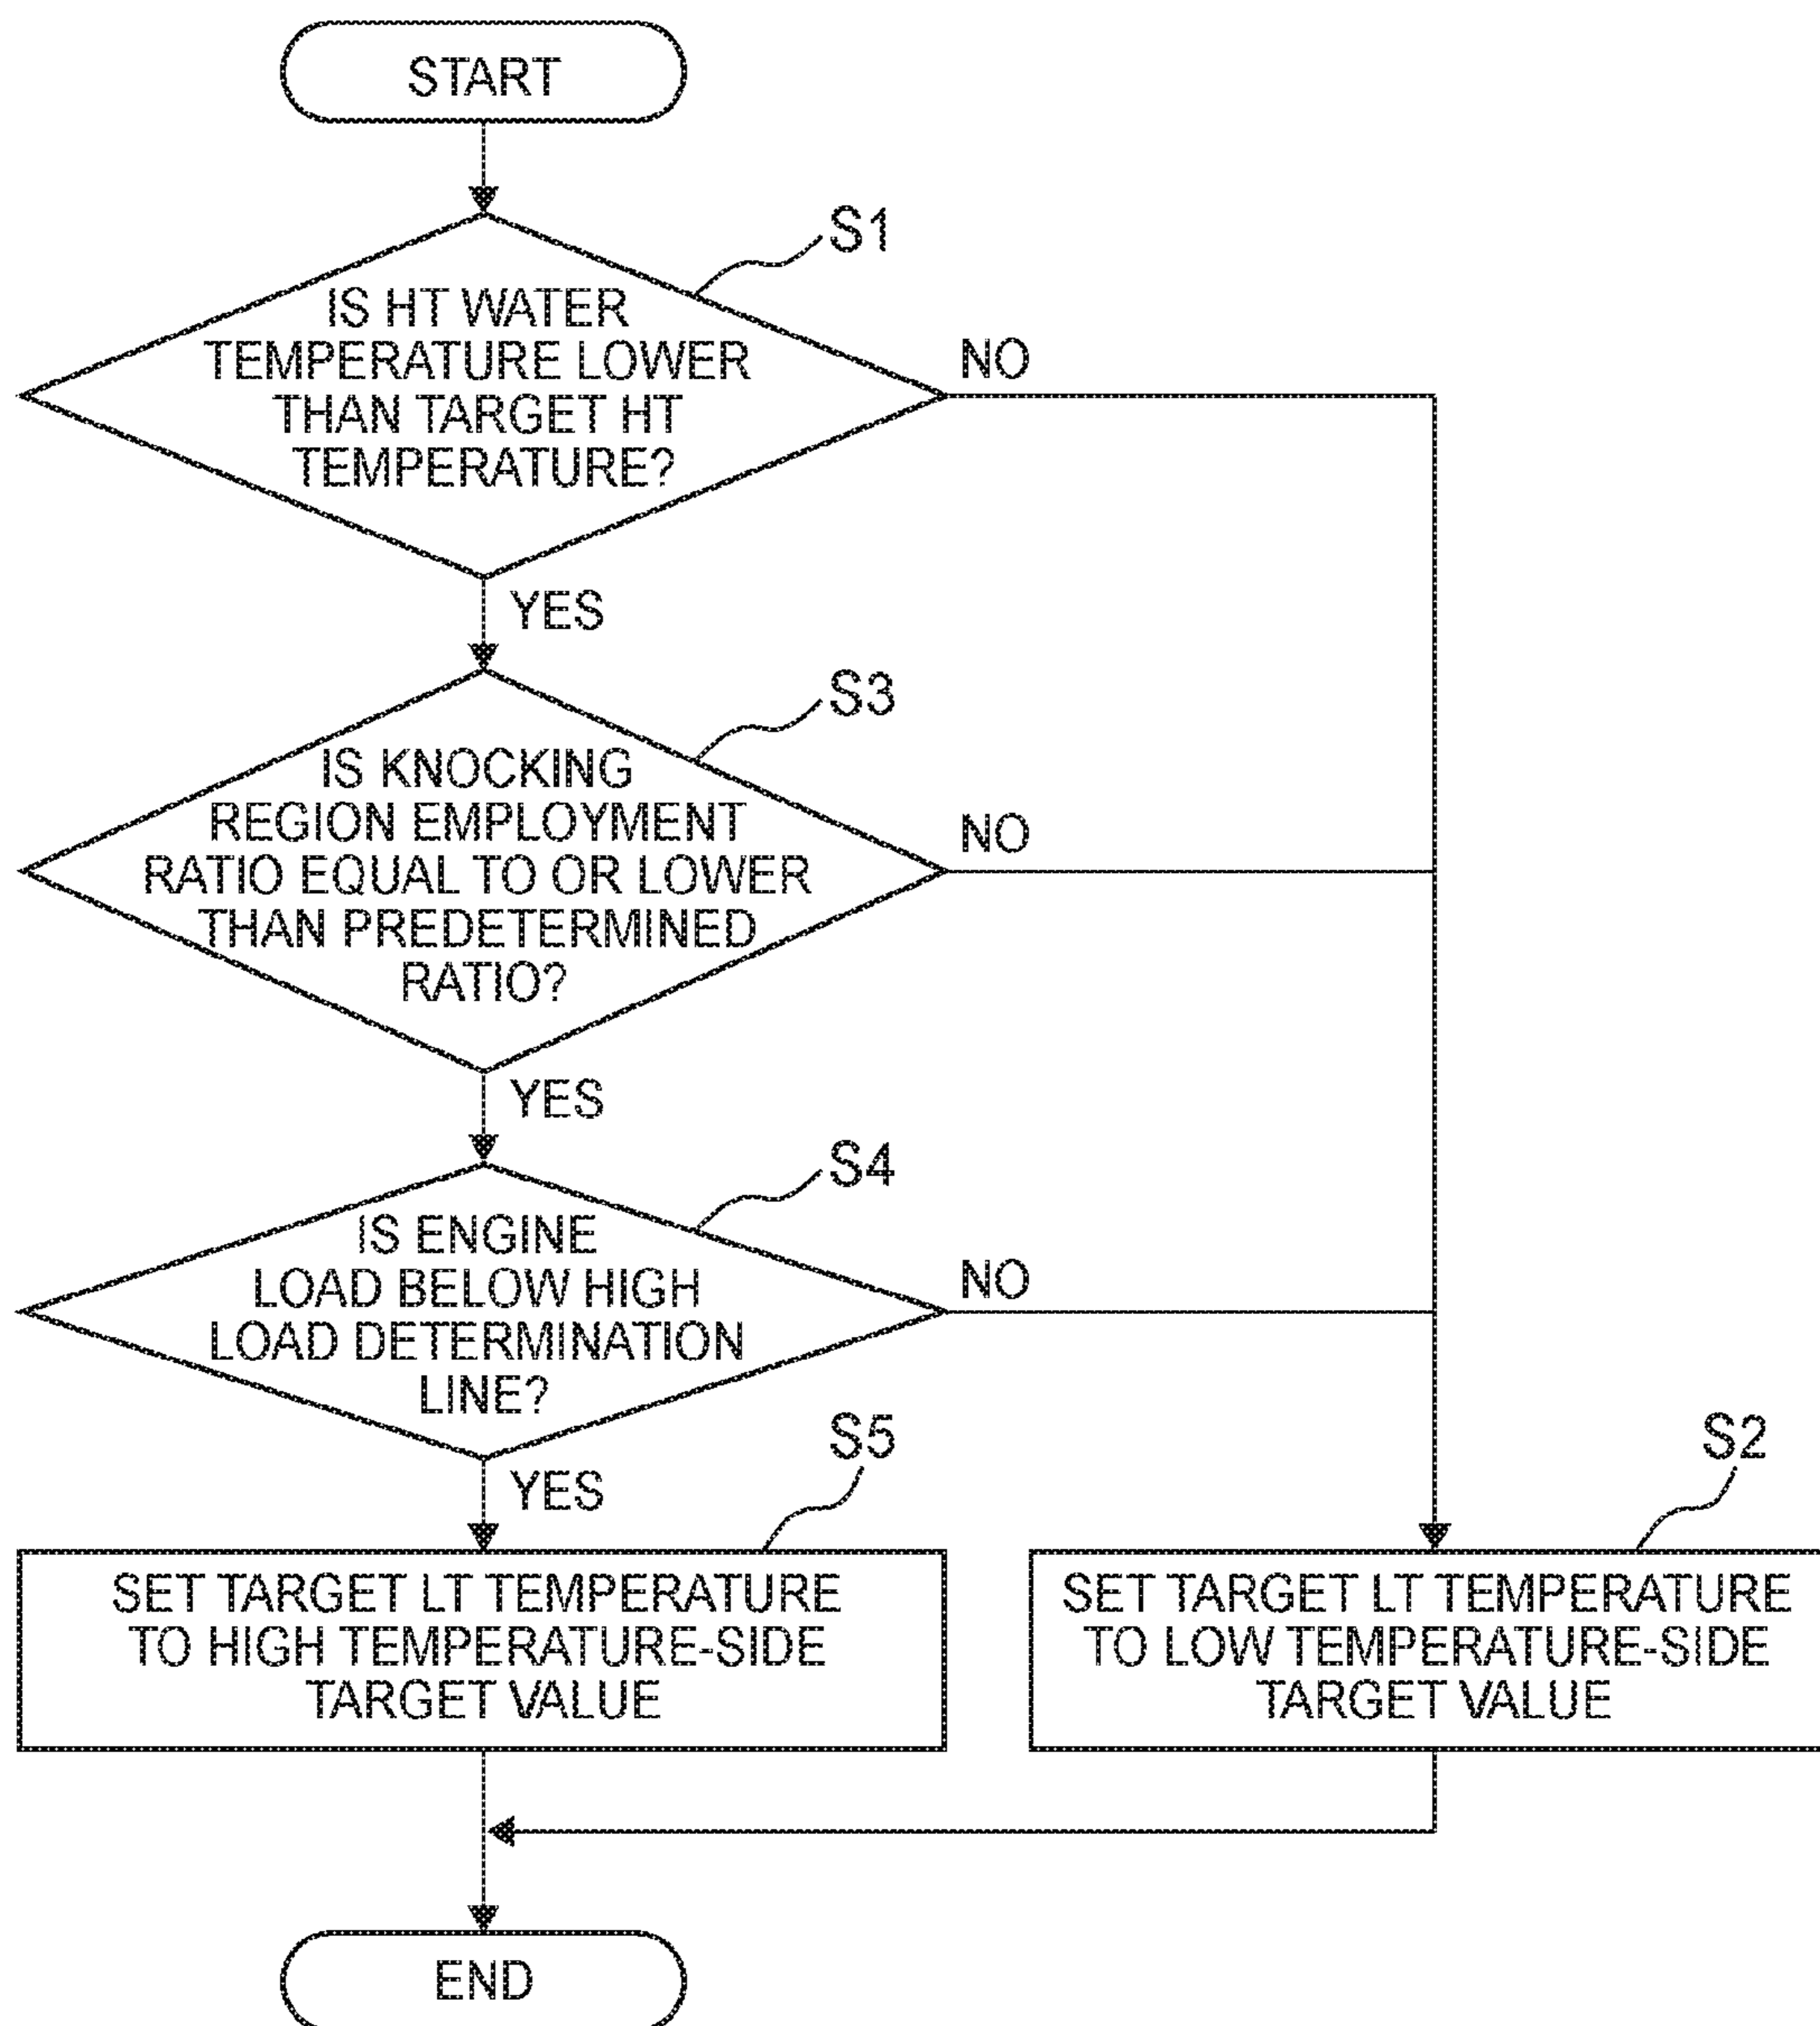 START
S1
IS HT WATER
TEMPERATURE LOWER
THAN TARGET HT
TEMPERATURE?
NO
YES
S3
IS KNOCKING
REGION EMPLOYMENT
RATIO EQUAL TO OR LOWER
THAN PREDETERMINED
RATIO?
NO
YES
S4
IS ENGINE
LOAD BELOW HIGH
LOAD DETERMINATION
LINE?
NO
YES
S5
SET TARGET LT TEMPERATURE
TO HIGH TEMPERATURE-SIDE
TARGET VALUE
S2
SET TARGET LT TEMPERATURE
TO LOW TEMPERATURE-SIDE
TARGET VALUE
END